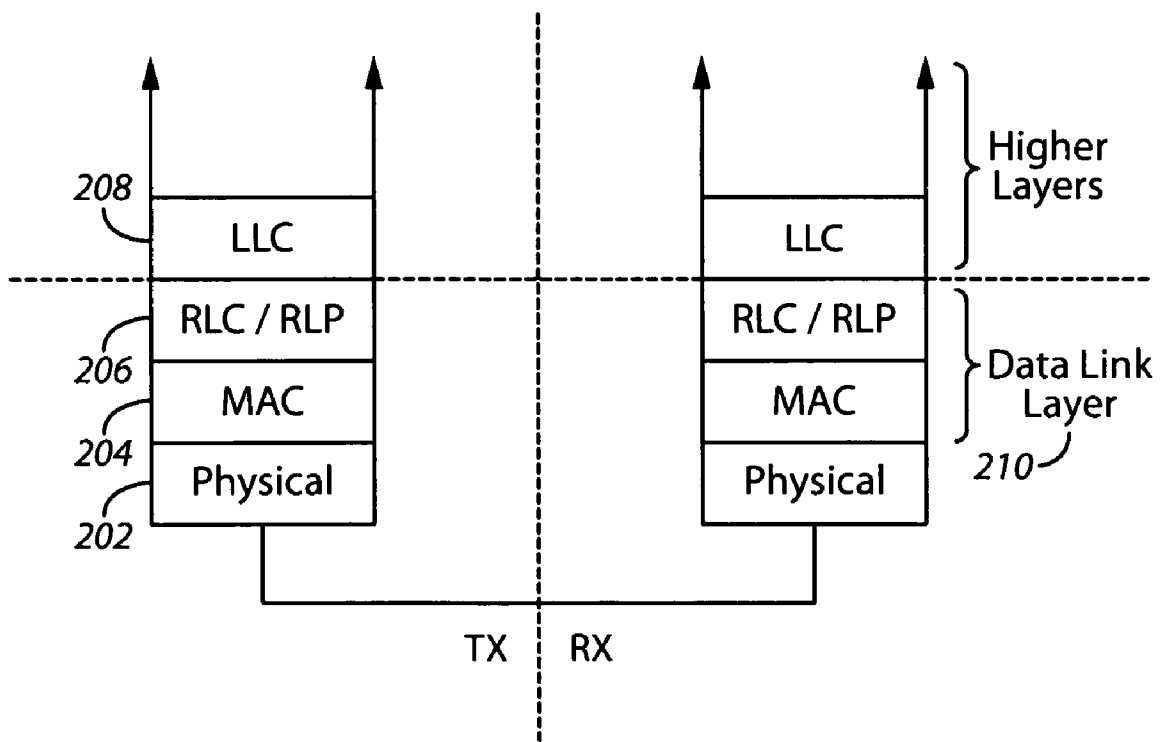 208
LLC
LLC
Higher
Layers
RLC / RLP
RLC / RLP
206
MAC
MAC
Data Link
Layer
204
Physical
Physical
210
202
TX
RX